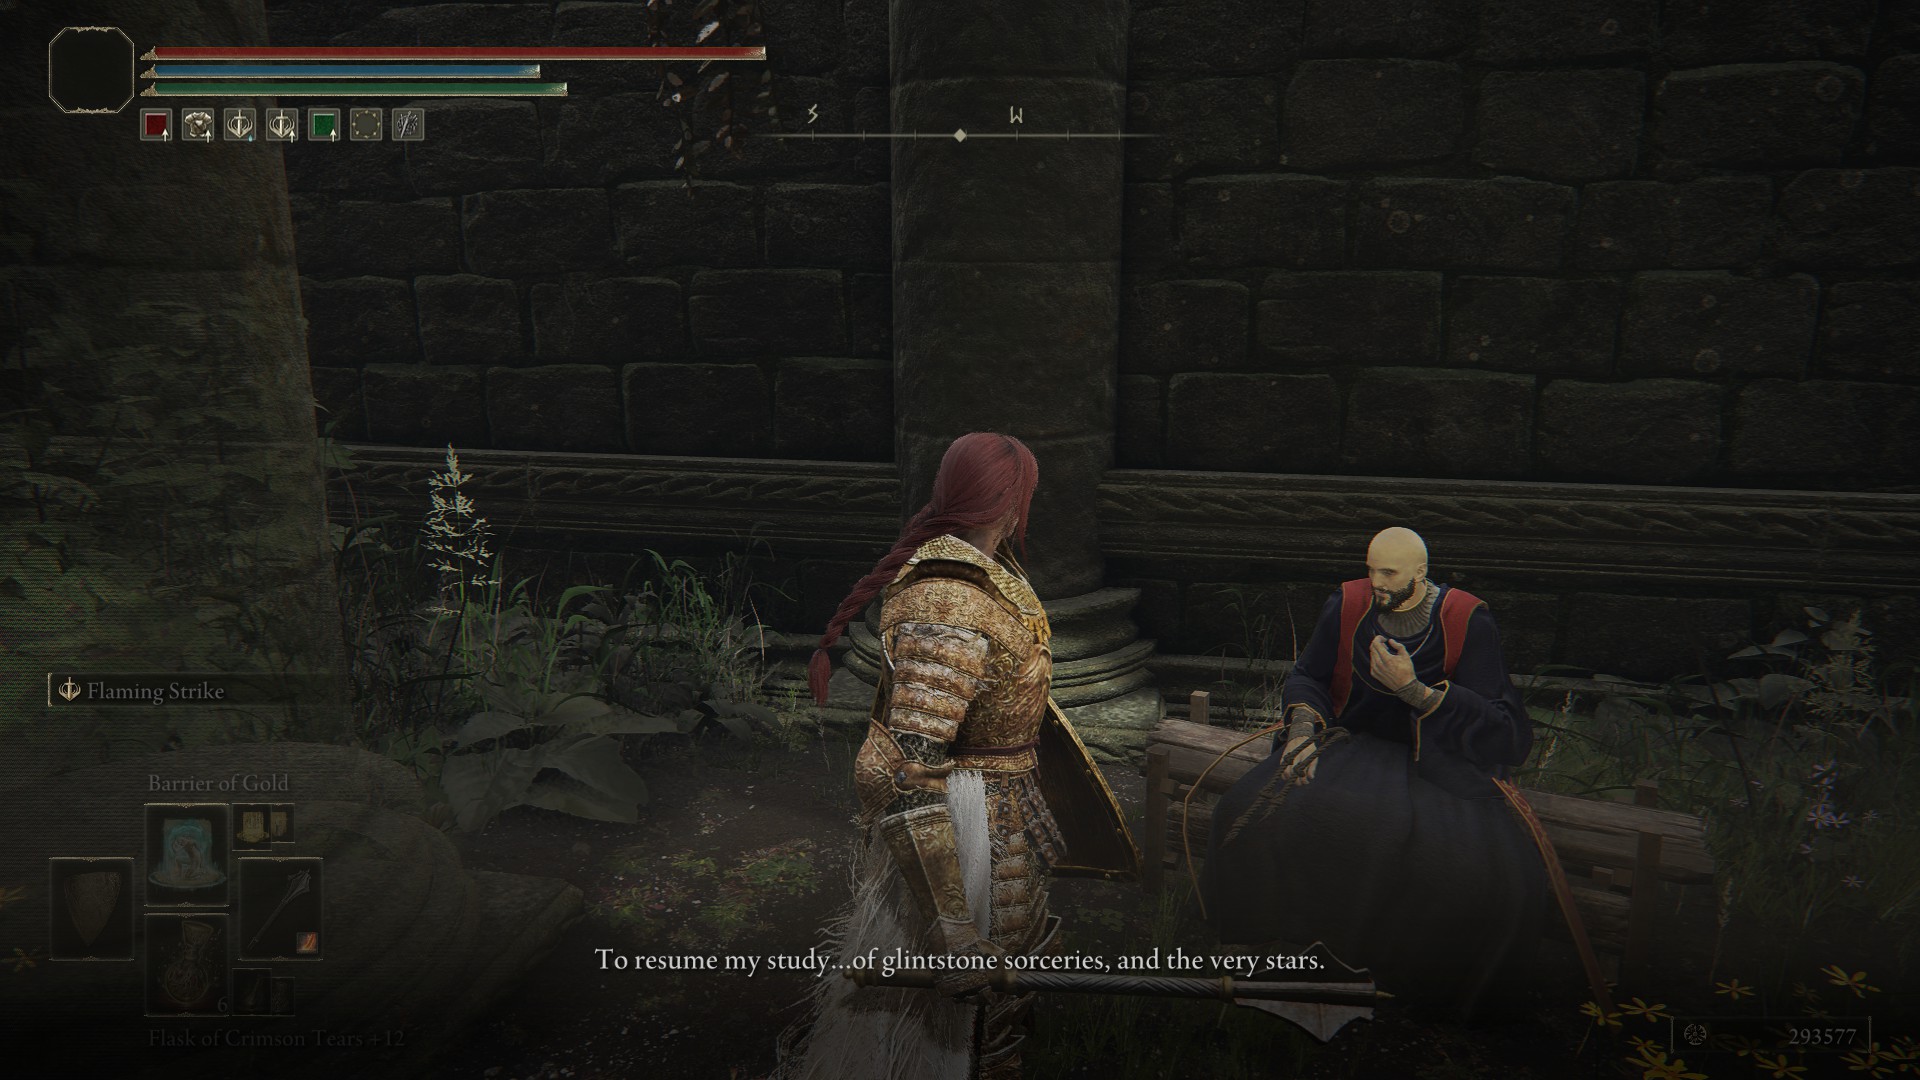 S
W
Flaming Strike
Barrier of Gold
6
Flask of Crimson Tears +12
To resume my study...of glintstone sorceries, and the very stars.
293577